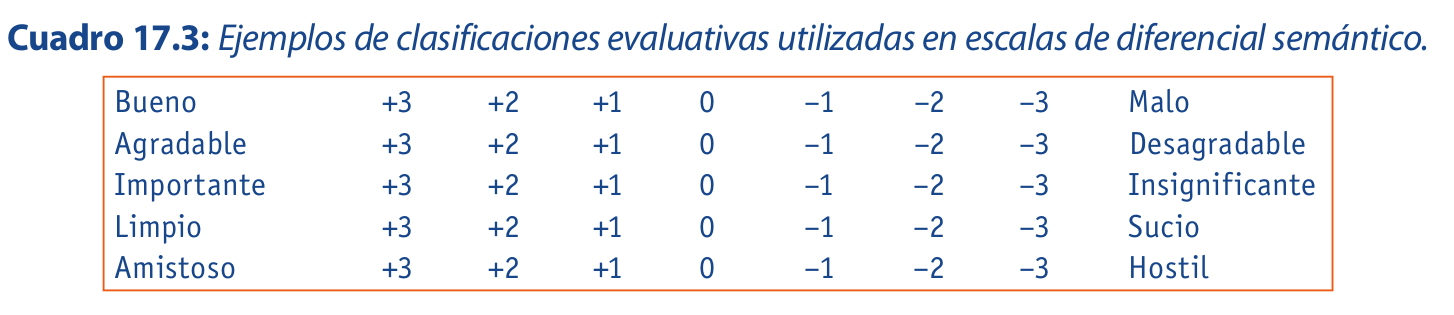 Cuadro 17.3: Ejemplos de clasificaciones evaluativas utilizadas en escalas de diferencial semántico.
Bueno +3 +2 +1 0 –1 –2 –3 Malo
Agradable +3 +2 +1 0 –1 –2 –3 Desagradable
Importante +3 +2 +1 0 –1 –2 –3 Insignificante
Limpio +3 +2 +1 0 –1 –2 –3 Sucio
Amistoso +3 +2 +1 0 –1 –2 –3 Hostil